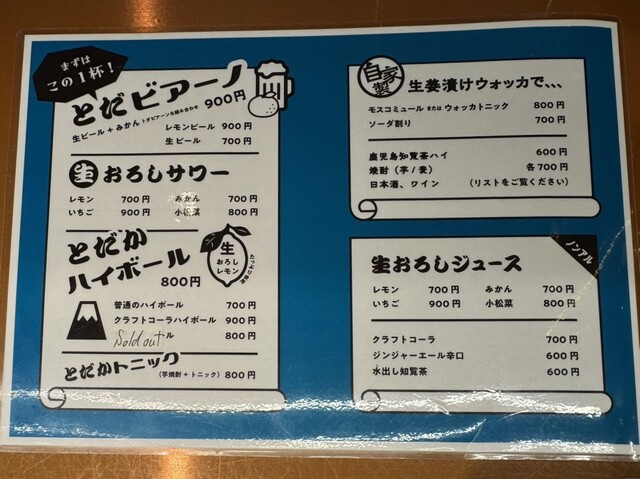 まずは
この1杯!
とだビアーノ 900円
生ビール + みかん
レモンビール 900円
生ビール 700円
生おろしサワー
レモン 700円 みかん 700円
いちご 900円 小松菜 800円
とだか
ハイボール 800円
生
おろし
レモン
普通のハイボール 700円
クラフトコーラハイボール 900円
Sold out ル 800円
とだかトニック (芋焼酎 + トニック) 800円
自家製 生姜漬けウォッカで、、、
モスコミュール または ウォッカトニック 800円
ソーダ割り 700円
鹿児島知覧茶ハイ 600円
焼酎 (芋/麦) 各700円
日本酒、ワイン (リストをご覧ください)
ノンアル
生おろしジュース
レモン 700円 みかん 700円
いちご 900円 小松菜 800円
クラフトコーラ 700円
ジンジャーエール辛口 600円
水出し知覧茶 600円